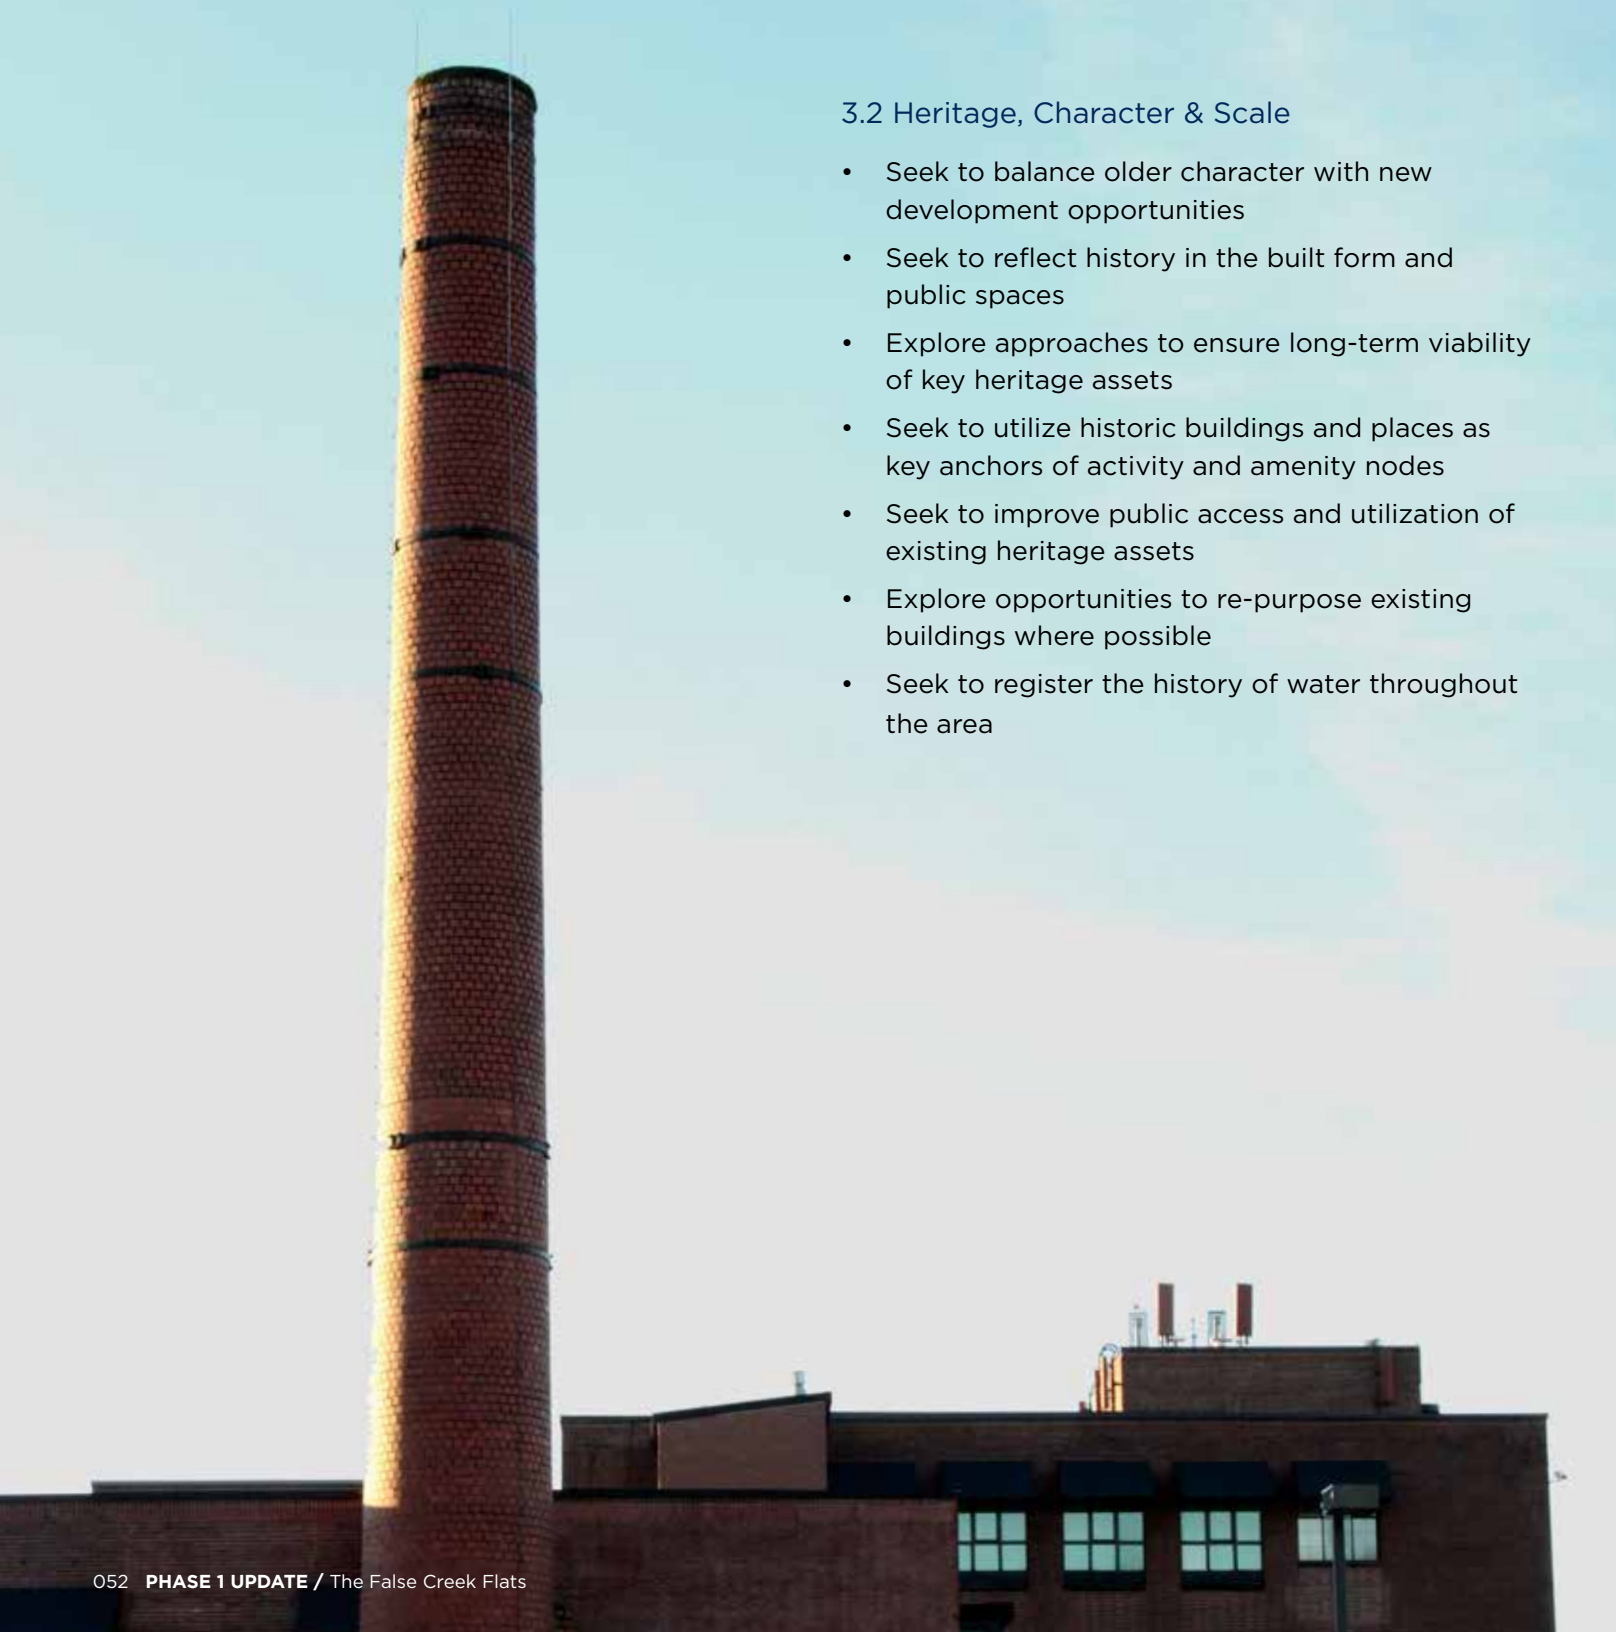 3.2 Heritage, Character & Scale
• Seek to balance older character with new
development opportunities
• Seek to reflect history in the built form and
public spaces
• Explore approaches to ensure long-term viability
of key heritage assets
• Seek to utilize historic buildings and places as
key anchors of activity and amenity nodes
• Seek to improve public access and utilization of
existing heritage assets
• Explore opportunities to re-purpose existing
buildings where possible
• Seek to register the history of water throughout
the area
052 PHASE 1 UPDATE / The False Creek Flats